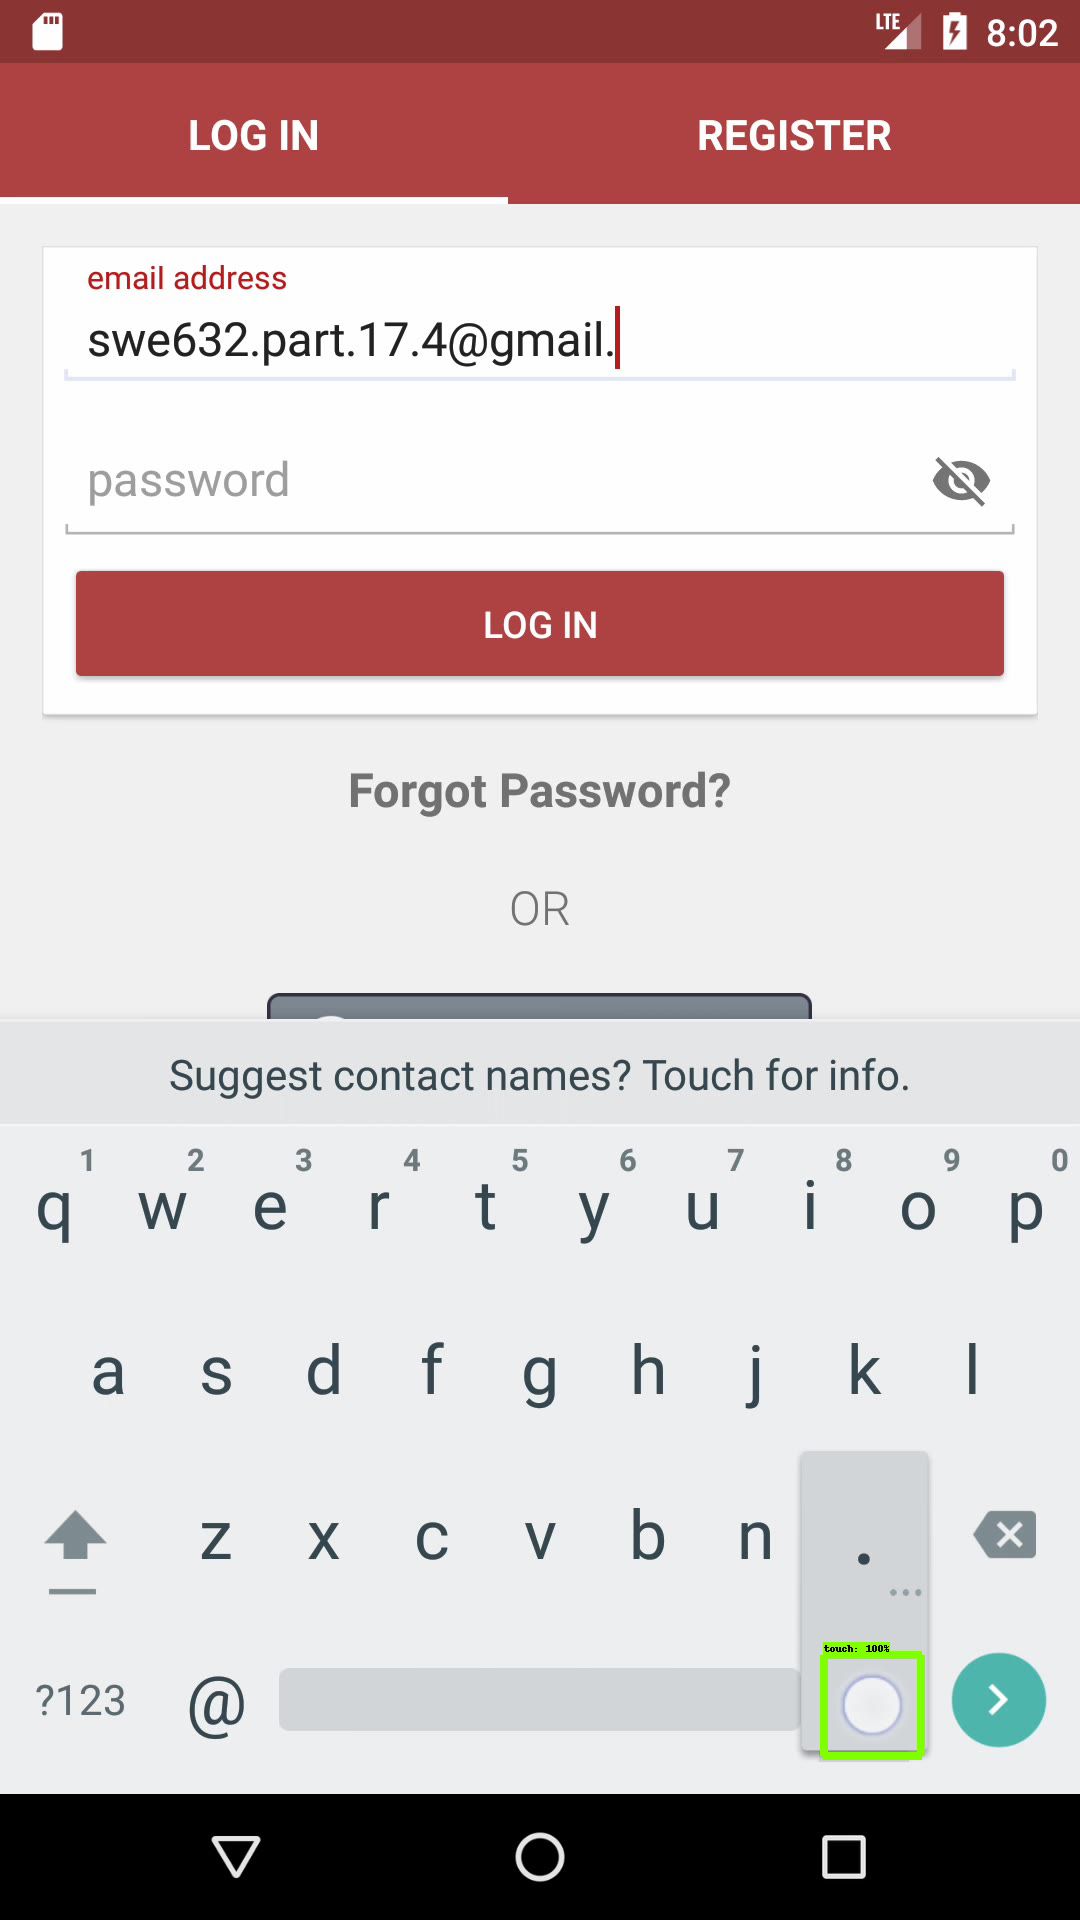 LTE 8:02
LOG IN REGISTER
email address
swe632.part.17.4@gmail.
password
LOG IN
Forgot Password?
OR
Suggest contact names? Touch for info.
1 2 3 4 5 6 7 8 9 0
q w e r t y u i o p
a s d f g h j k l
z x c v b n .
...
touch: 100%
?123 @